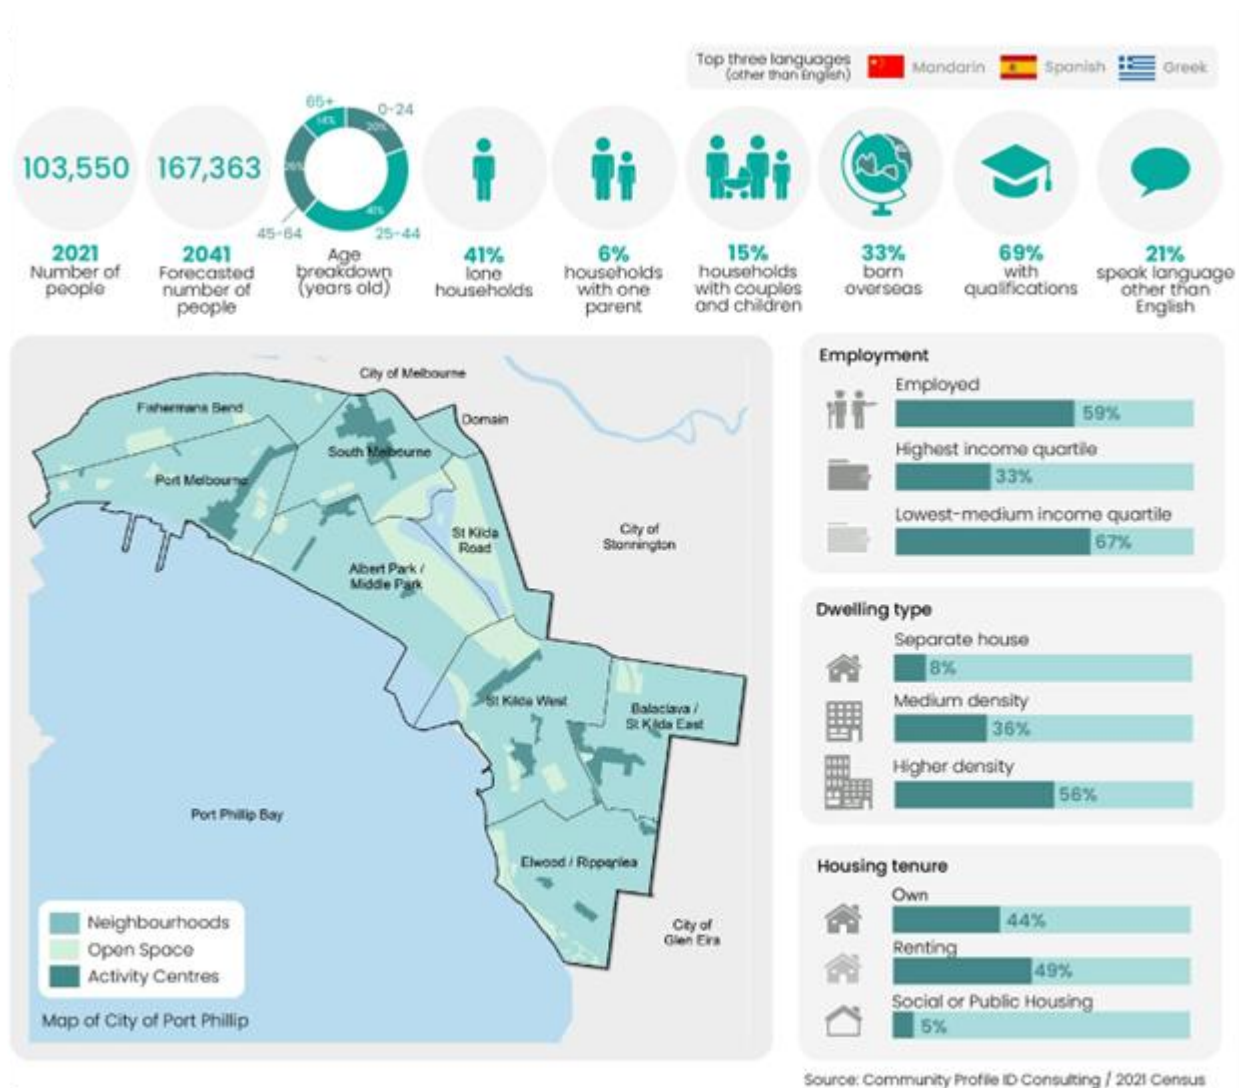 Top three languages
(other than English)
Mandarin
Spanish
Greek
103,550
2021
Number of
people
167,363
2041
Forecasted
number of
people
65+
14%
0-24
20%
45-64
25-44
Age
breakdown
(years old)
41%
lone
households
6%
households
with one
parent
15%
households
with couples
and children
33%
born
overseas
69%
with
qualifications
21%
speak language
other than
English
City of Melbourne
Fishermans Bend
Domain
South Melbourne
Port Melbourne
St Kilda
Road
City of
Stonnington
Albert Park /
Middle Park
St Kilda West
Balaclava /
St Kilda East
Port Phillip Bay
Elwood / Ripponlea
City of
Glen Eira
Neighbourhoods
Open Space
Activity Centres
Map of City of Port Phillip
Employment
Employed
59%
Highest income quartile
33%
Lowest-medium income quartile
67%
Dwelling type
Separate house
8%
Medium density
36%
Higher density
56%
Housing tenure
Own
44%
Renting
49%
Social or Public Housing
5%
Source: Community Profile ID Consulting / 2021 Census